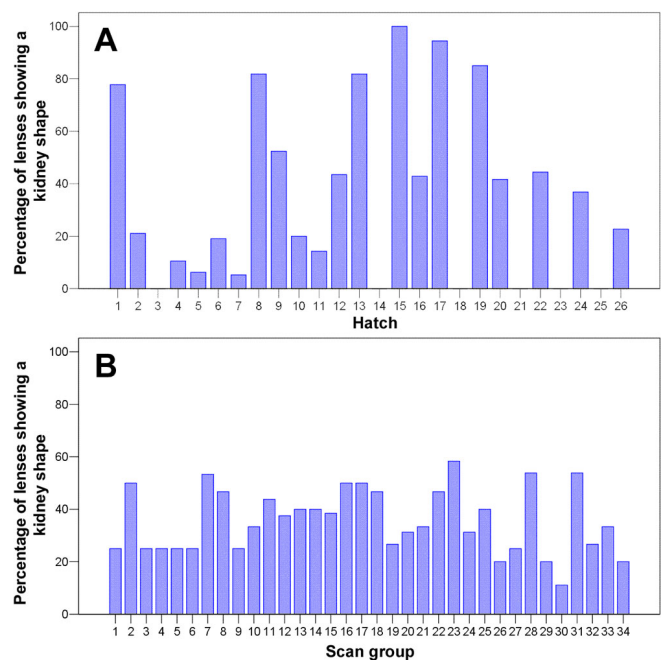 A
Percentage of lenses showing a
kidney shape
100
80
60
40
20
0
1 2 3 4 5 6 7 8 9 10 11 12 13 14 15 16 17 18 19 20 21 22 23 24 25 26
Hatch
B
Percentage of lenses showing a
kidney shape
100
80
60
40
20
0
1 2 3 4 5 6 7 8 9 10 11 12 13 14 15 16 17 18 19 20 21 22 23 24 25 26 27 28 29 30 31 32 33 34
Scan group